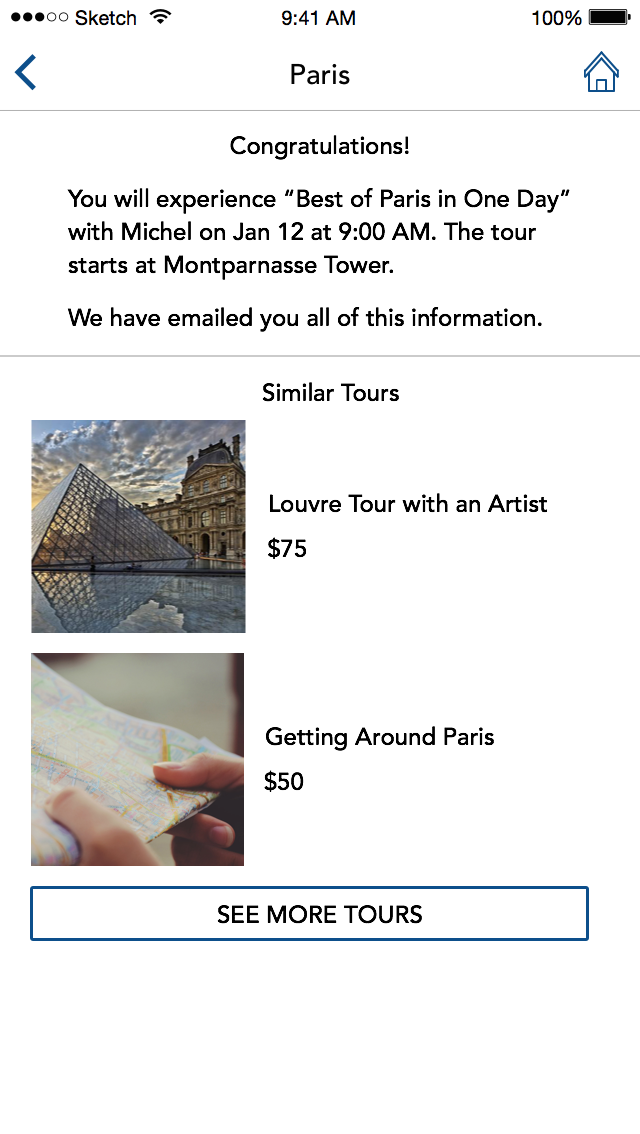 Sketch 9:41 AM 100%
Paris
Congratulations!
You will experience “Best of Paris in One Day”
with Michel on Jan 12 at 9:00 AM. The tour
starts at Montparnasse Tower.
We have emailed you all of this information.
Similar Tours
Louvre Tour with an Artist
$75
Getting Around Paris
$50
SEE MORE TOURS